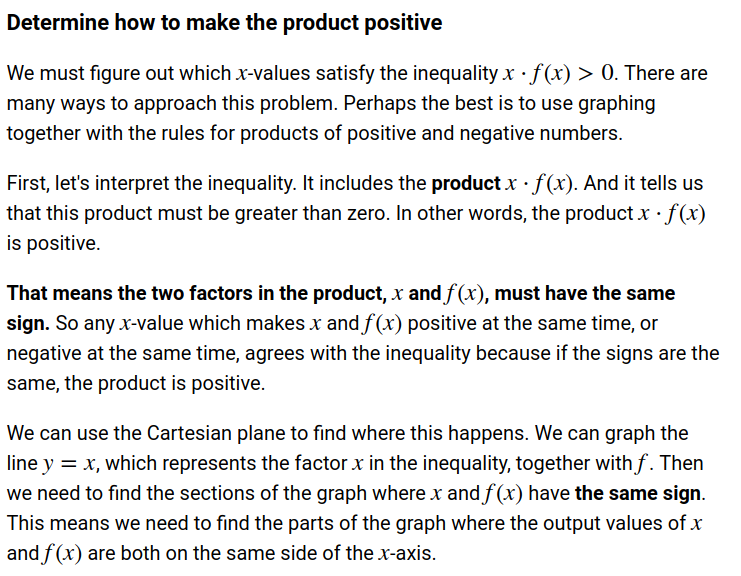 Determine how to make the product positive
We must figure out which x-values satisfy the inequality x · f(x) > 0. There are
many ways to approach this problem. Perhaps the best is to use graphing
together with the rules for products of positive and negative numbers.
First, let's interpret the inequality. It includes the product x · f(x). And it tells us
that this product must be greater than zero. In other words, the product x · f(x)
is positive.
That means the two factors in the product, x and f(x), must have the same
sign. So any x-value which makes x and f(x) positive at the same time, or
negative at the same time, agrees with the inequality because if the signs are the
same, the product is positive.
We can use the Cartesian plane to find where this happens. We can graph the
line y = x, which represents the factor x in the inequality, together with f. Then
we need to find the sections of the graph where x and f(x) have the same sign.
This means we need to find the parts of the graph where the output values of x
and f(x) are both on the same side of the x-axis.